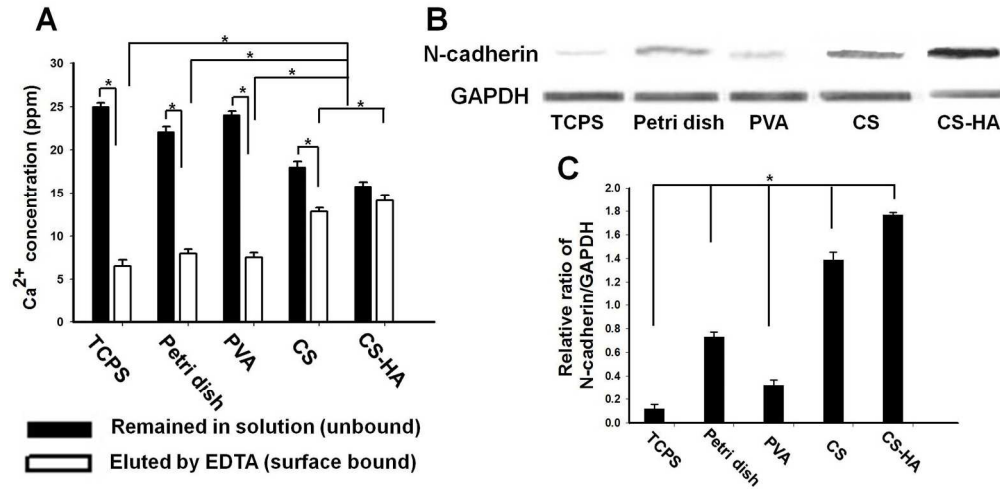 A
Ca2+ concentration (ppm)
30
25
20
15
10
5
0
* * * * * * * *
TCPS Petri dish PVA CS CS-HA
Remained in solution (unbound)
Eluted by EDTA (surface bound)
B
N-cadherin
GAPDH
TCPS Petri dish PVA CS CS-HA
C
Relative ratio of
N-cadherin/GAPDH
2.0
1.8
1.6
1.4
1.2
1.0
0.8
0.6
0.4
0.2
0.0
*
TCPS Petri dish PVA CS CS-HA